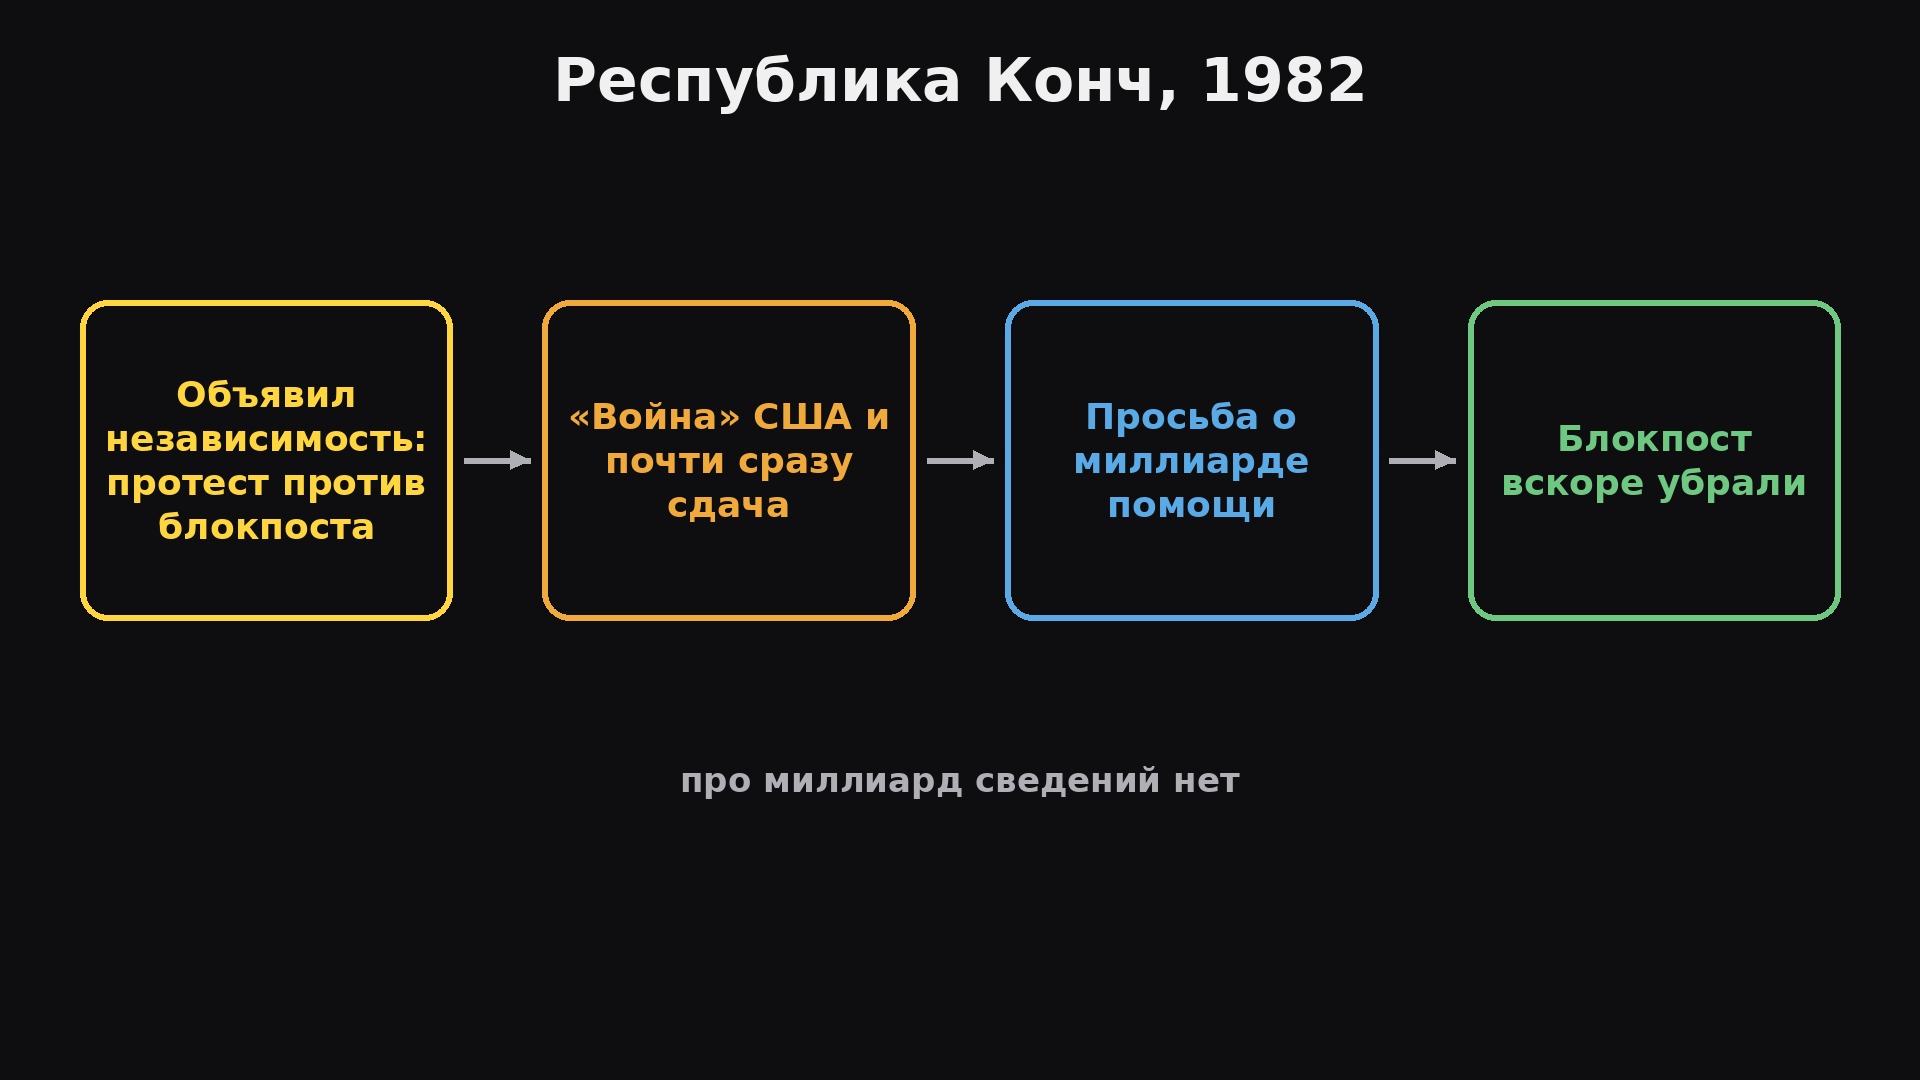 Республика Конч, 1982
Объявил
независимость:
протест против
блокпоста
«Война» США и
почти сразу
сдача
Просьба о
миллиарде
помощи
Блокпост
вскоре убрали
про миллиард сведений нет